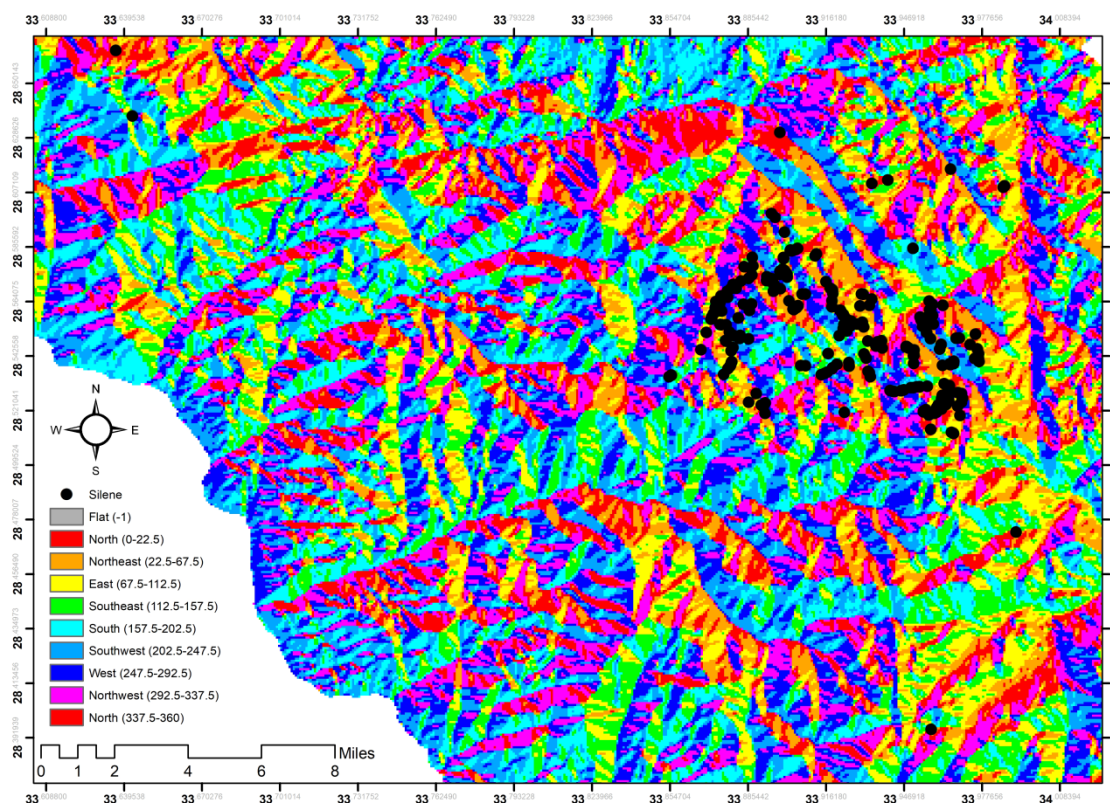 33.608800 33.639538 33.670276 33.701014 33.731752 33.762490 33.793228 33.823966 33.854704 33.885442 33.916180 33.946918 33.977656 34.008394
N
W E
S
Silene
Flat (-1)
North (0-22.5)
Northeast (22.5-67.5)
East (67.5-112.5)
Southeast (112.5-157.5)
South (157.5-202.5)
Southwest (202.5-247.5)
West (247.5-292.5)
Northwest (292.5-337.5)
North (337.5-360)
Miles
0 1 2 4 6 8
33.608800 33.639538 33.670276 33.701014 33.731752 33.762490 33.793228 33.823966 33.854704 33.885442 33.916180 33.946918 33.977656 34.008394